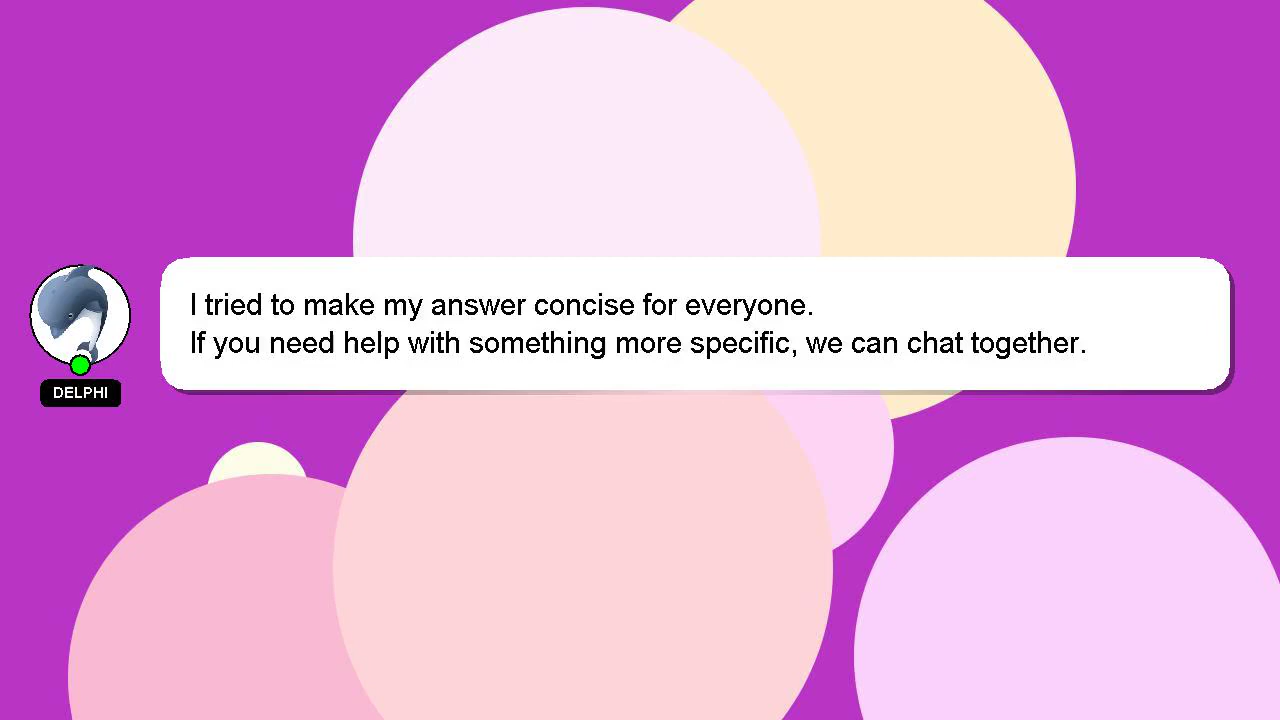 I tried to make my answer concise for everyone.
If you need help with something more specific, we can chat together.
DELPHI